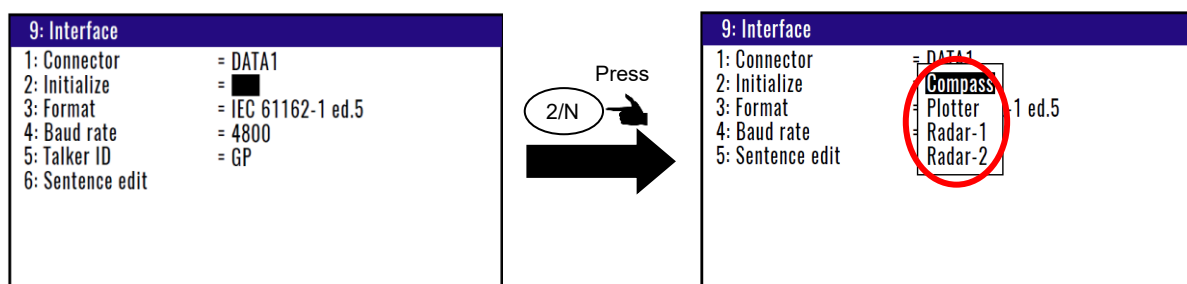 9: Interface
1: Connector = DATA1
2: Initialize =
3: Format = IEC 61162-1 ed.5
4: Baud rate = 4800
5: Talker ID = GP
6: Sentence edit
Press
2/N
9: Interface
1: Connector = DATA1
2: Initialize Compass
3: Format Plotter -1 ed.5
4: Baud rate Radar-1
5: Sentence edit Radar-2